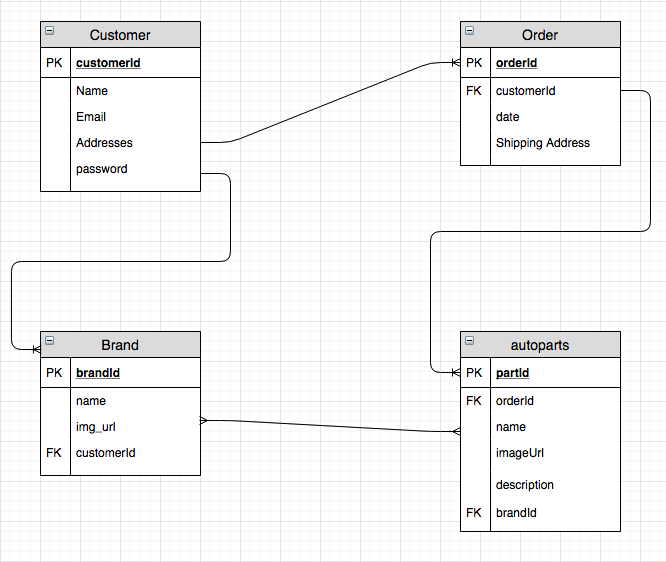 Customer
PK customerId
Name
Email
Addresses
password
Order
PK orderId
FK customerId
date
Shipping Address
Brand
PK brandId
name
img_url
FK customerId
autoparts
PK partId
FK orderId
name
imageUrl
description
FK brandId